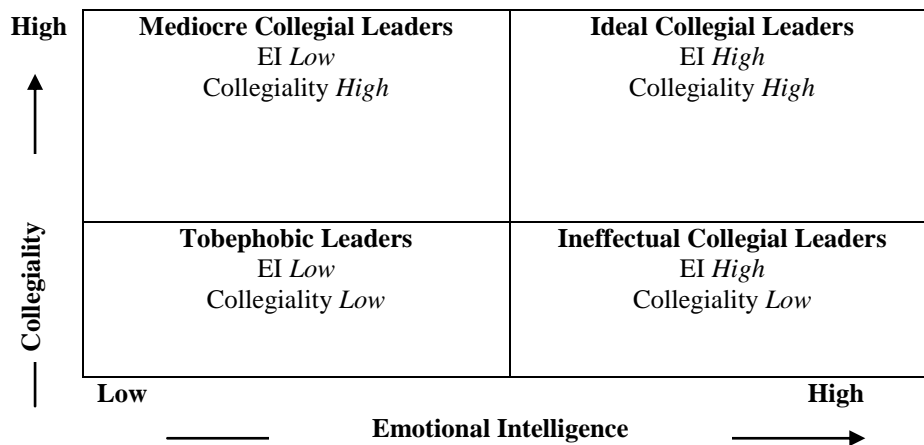 High
Mediocre Collegial Leaders
EI Low
Collegiality High
Ideal Collegial Leaders
EI High
Collegiality High
Collegiality
Tobephobic Leaders
EI Low
Collegiality Low
Ineffectual Collegial Leaders
EI High
Collegiality Low
Low
High
Emotional Intelligence